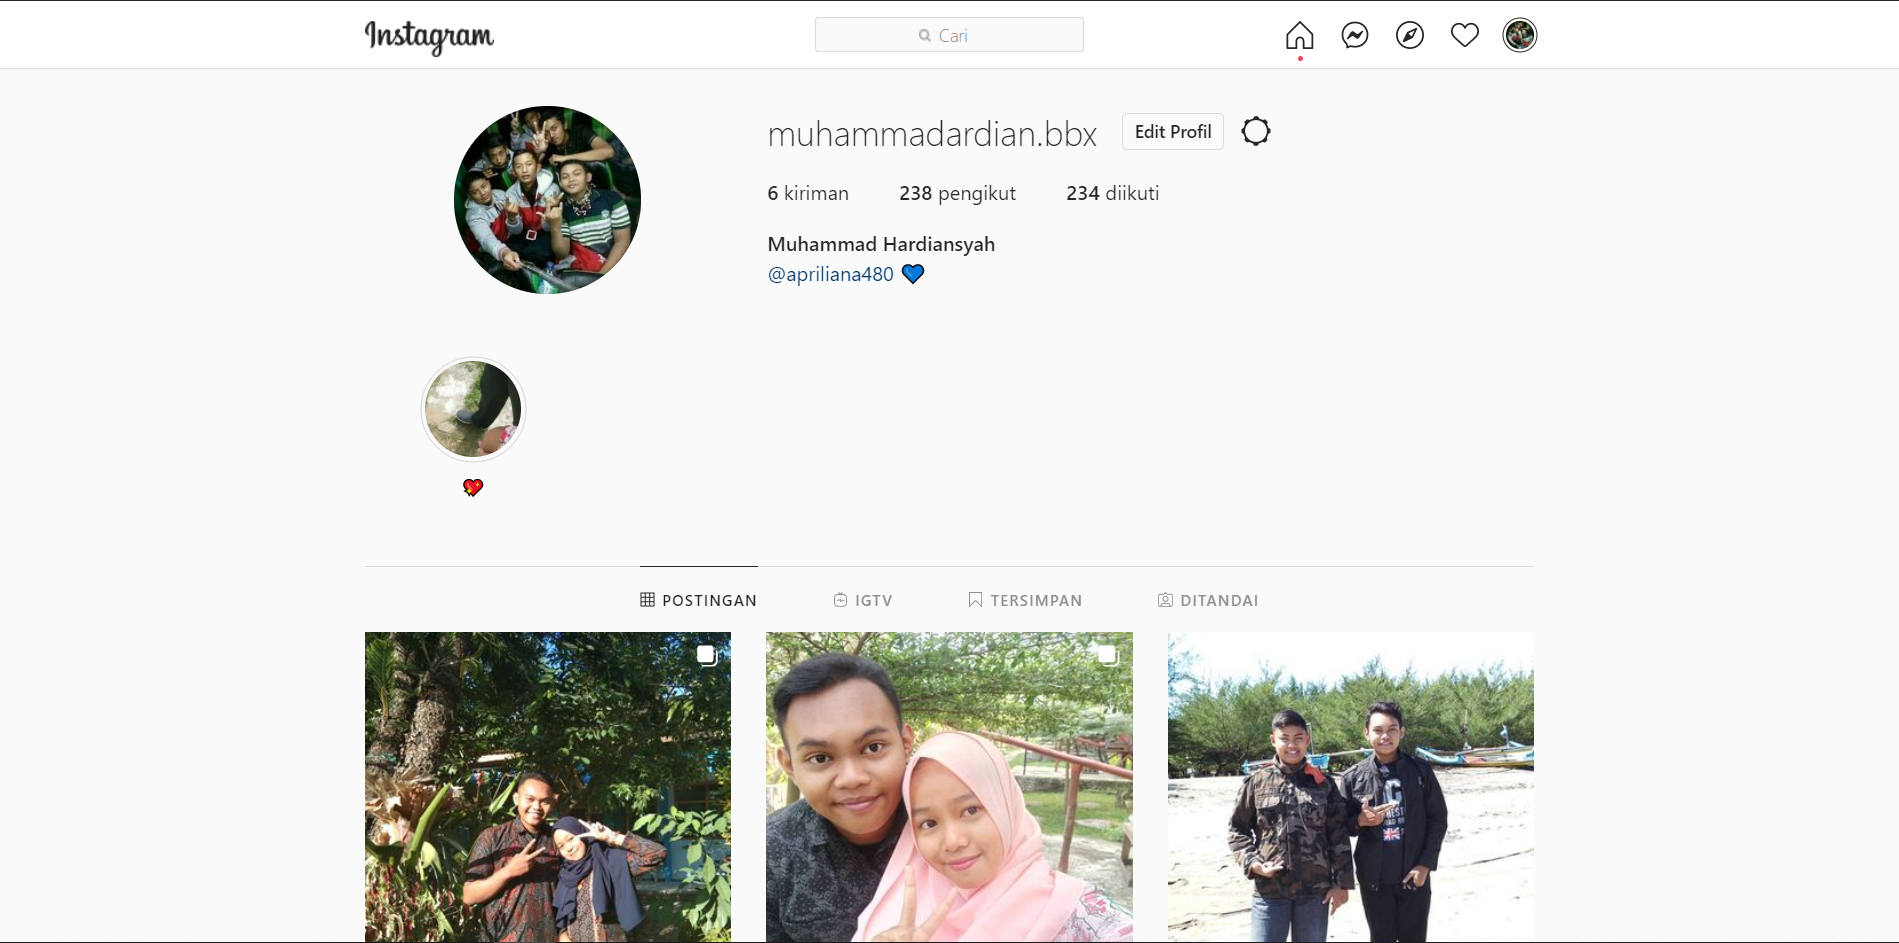 Instagram
Cari
muhammadardian.bbx
Edit Profil
6 kiriman 238 pengikut 234 diikuti
Muhammad Hardiansyah
@apriliana480 💙
💖
POSTINGAN IGTV TERSIMPAN DITANDAI